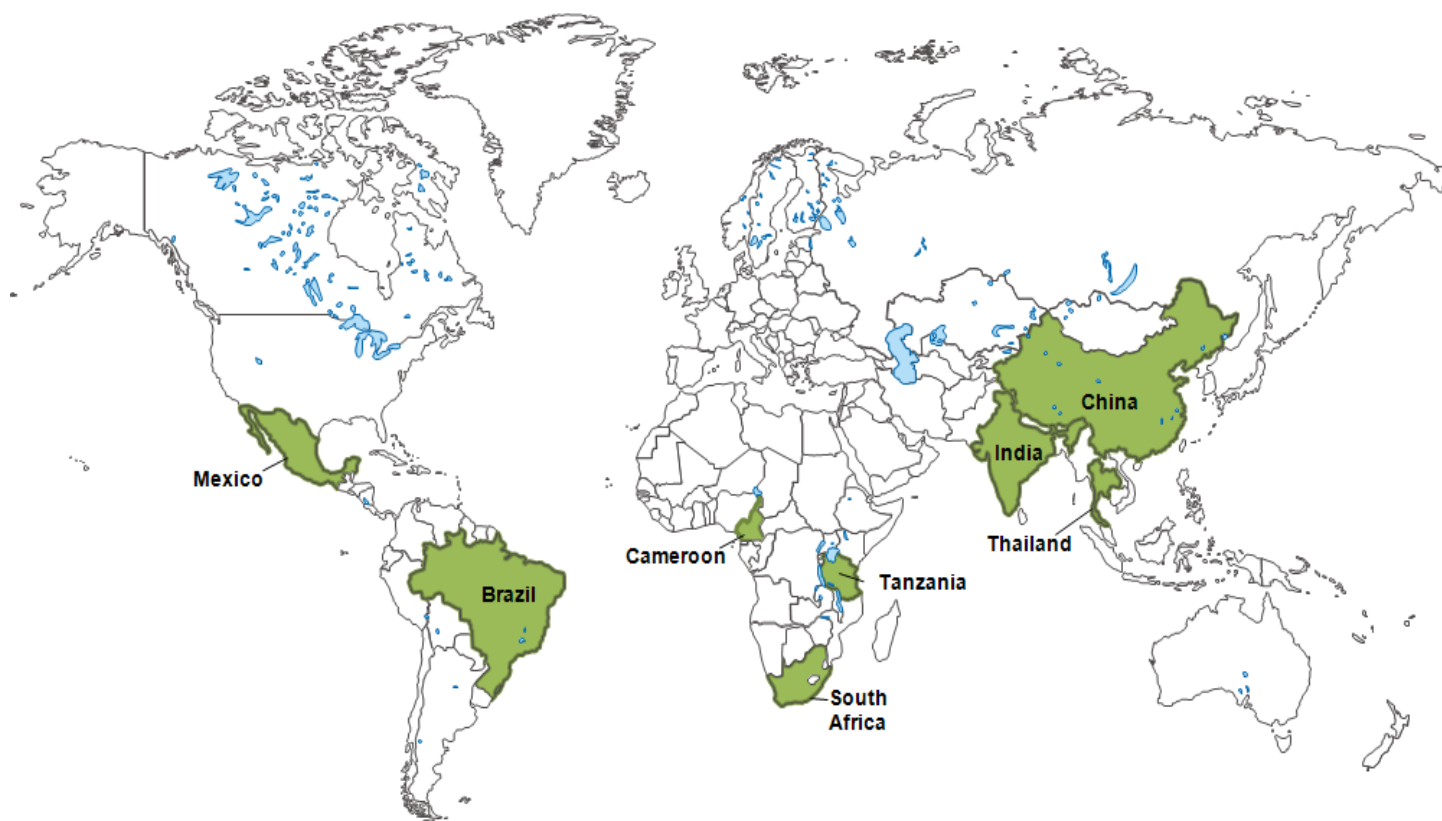 China
India
Mexico
Thailand
Cameroon
Tanzania
Brazil
South
Africa